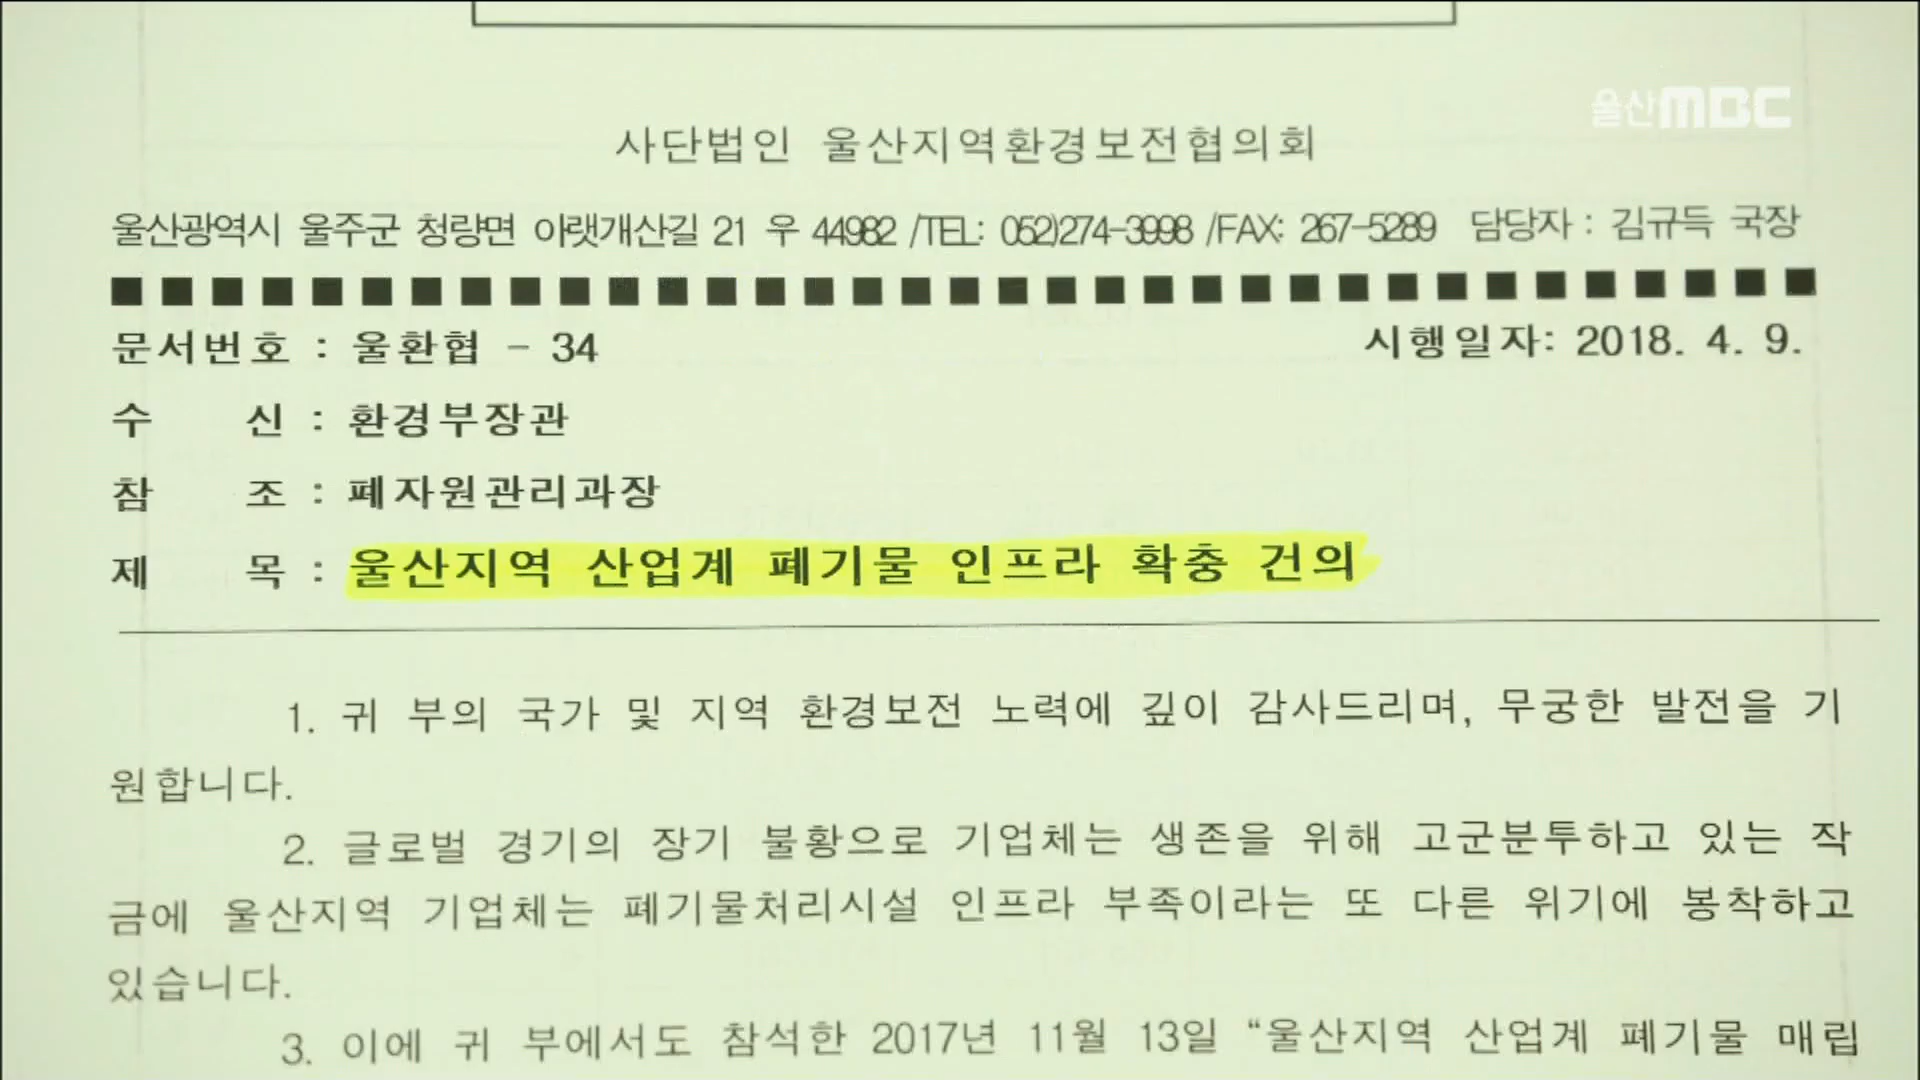 울산MBC
사단법인 울산지역환경보전협의회
울산광역시 울주군 청량면 아랫개산길 21 우 44982 /TEL: 052)274-3998 /FAX: 267-5289 담당자 : 김규득 국장
문서번호 : 울환협 - 34 시행일자: 2018. 4. 9.
수 신 : 환경부장관
참 조 : 폐자원관리과장
제 목 : 울산지역 산업계 폐기물 인프라 확충 건의
1. 귀 부의 국가 및 지역 환경보전 노력에 깊이 감사드리며, 무궁한 발전을 기
원합니다.
2. 글로벌 경기의 장기 불황으로 기업체는 생존을 위해 고군분투하고 있는 작
금에 울산지역 기업체는 폐기물처리시설 인프라 부족이라는 또 다른 위기에 봉착하고
있습니다.
3. 이에 귀 부에서도 참석한 2017년 11월 13일 “울산지역 산업계 폐기물 매립